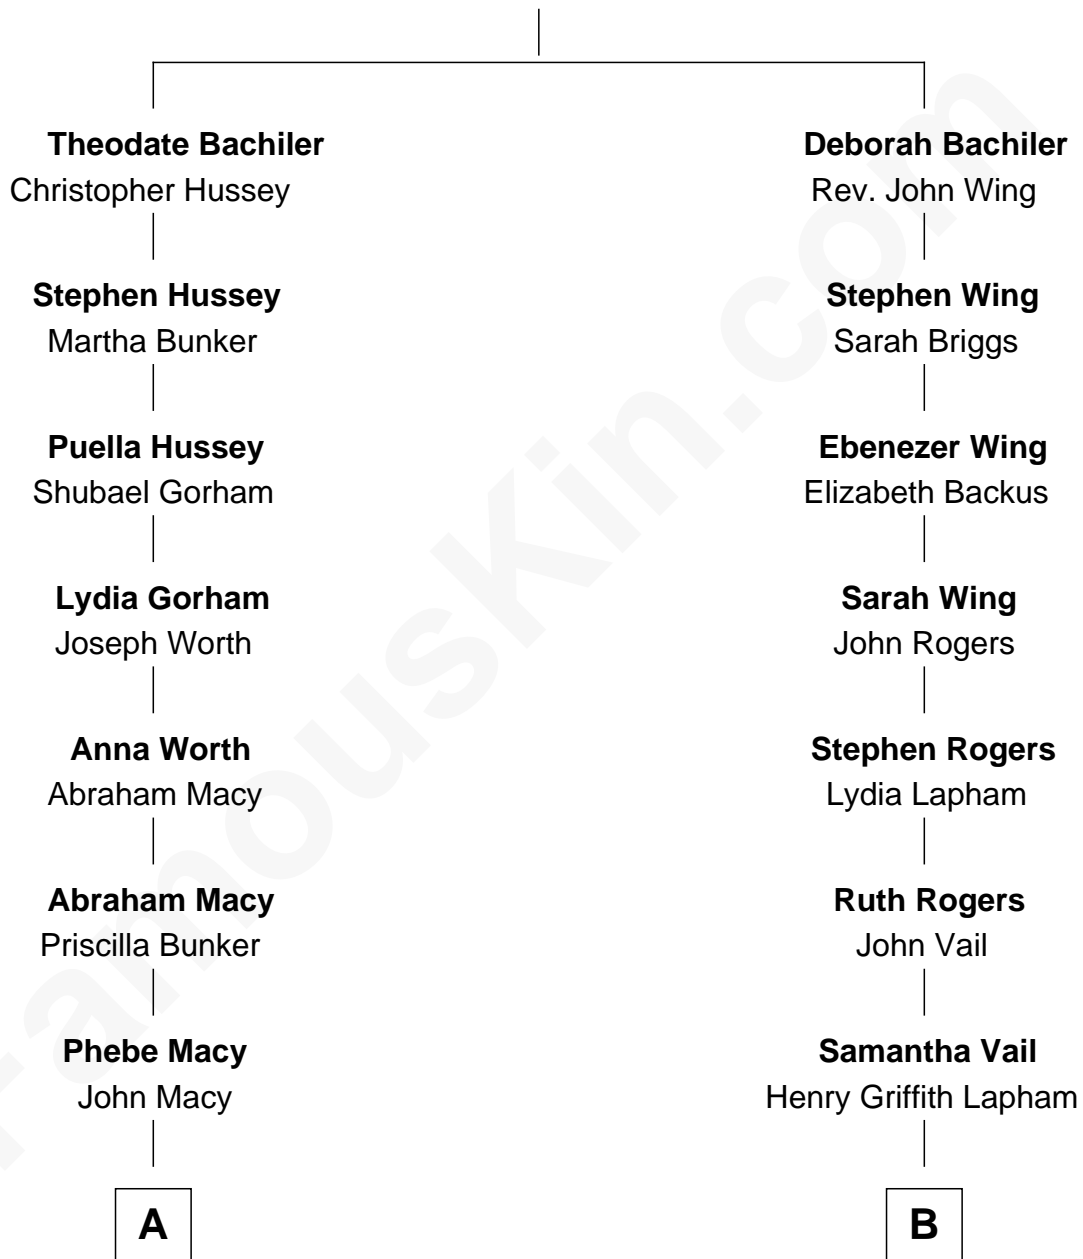 Theodate Bachiler
Christopher Hussey
Stephen Hussey
Martha Bunker
Puella Hussey
Shubael Gorham
Lydia Gorham
Joseph Worth
Anna Worth
Abraham Macy
Abraham Macy
Priscilla Bunker
Phebe Macy
John Macy
A
Deborah Bachiler
Rev. John Wing
Stephen Wing
Sarah Briggs
Ebenezer Wing
Elizabeth Backus
Sarah Wing
John Rogers
Stephen Rogers
Lydia Lapham
Ruth Rogers
John Vail
Samantha Vail
Henry Griffith Lapham
B
FamousKin.com